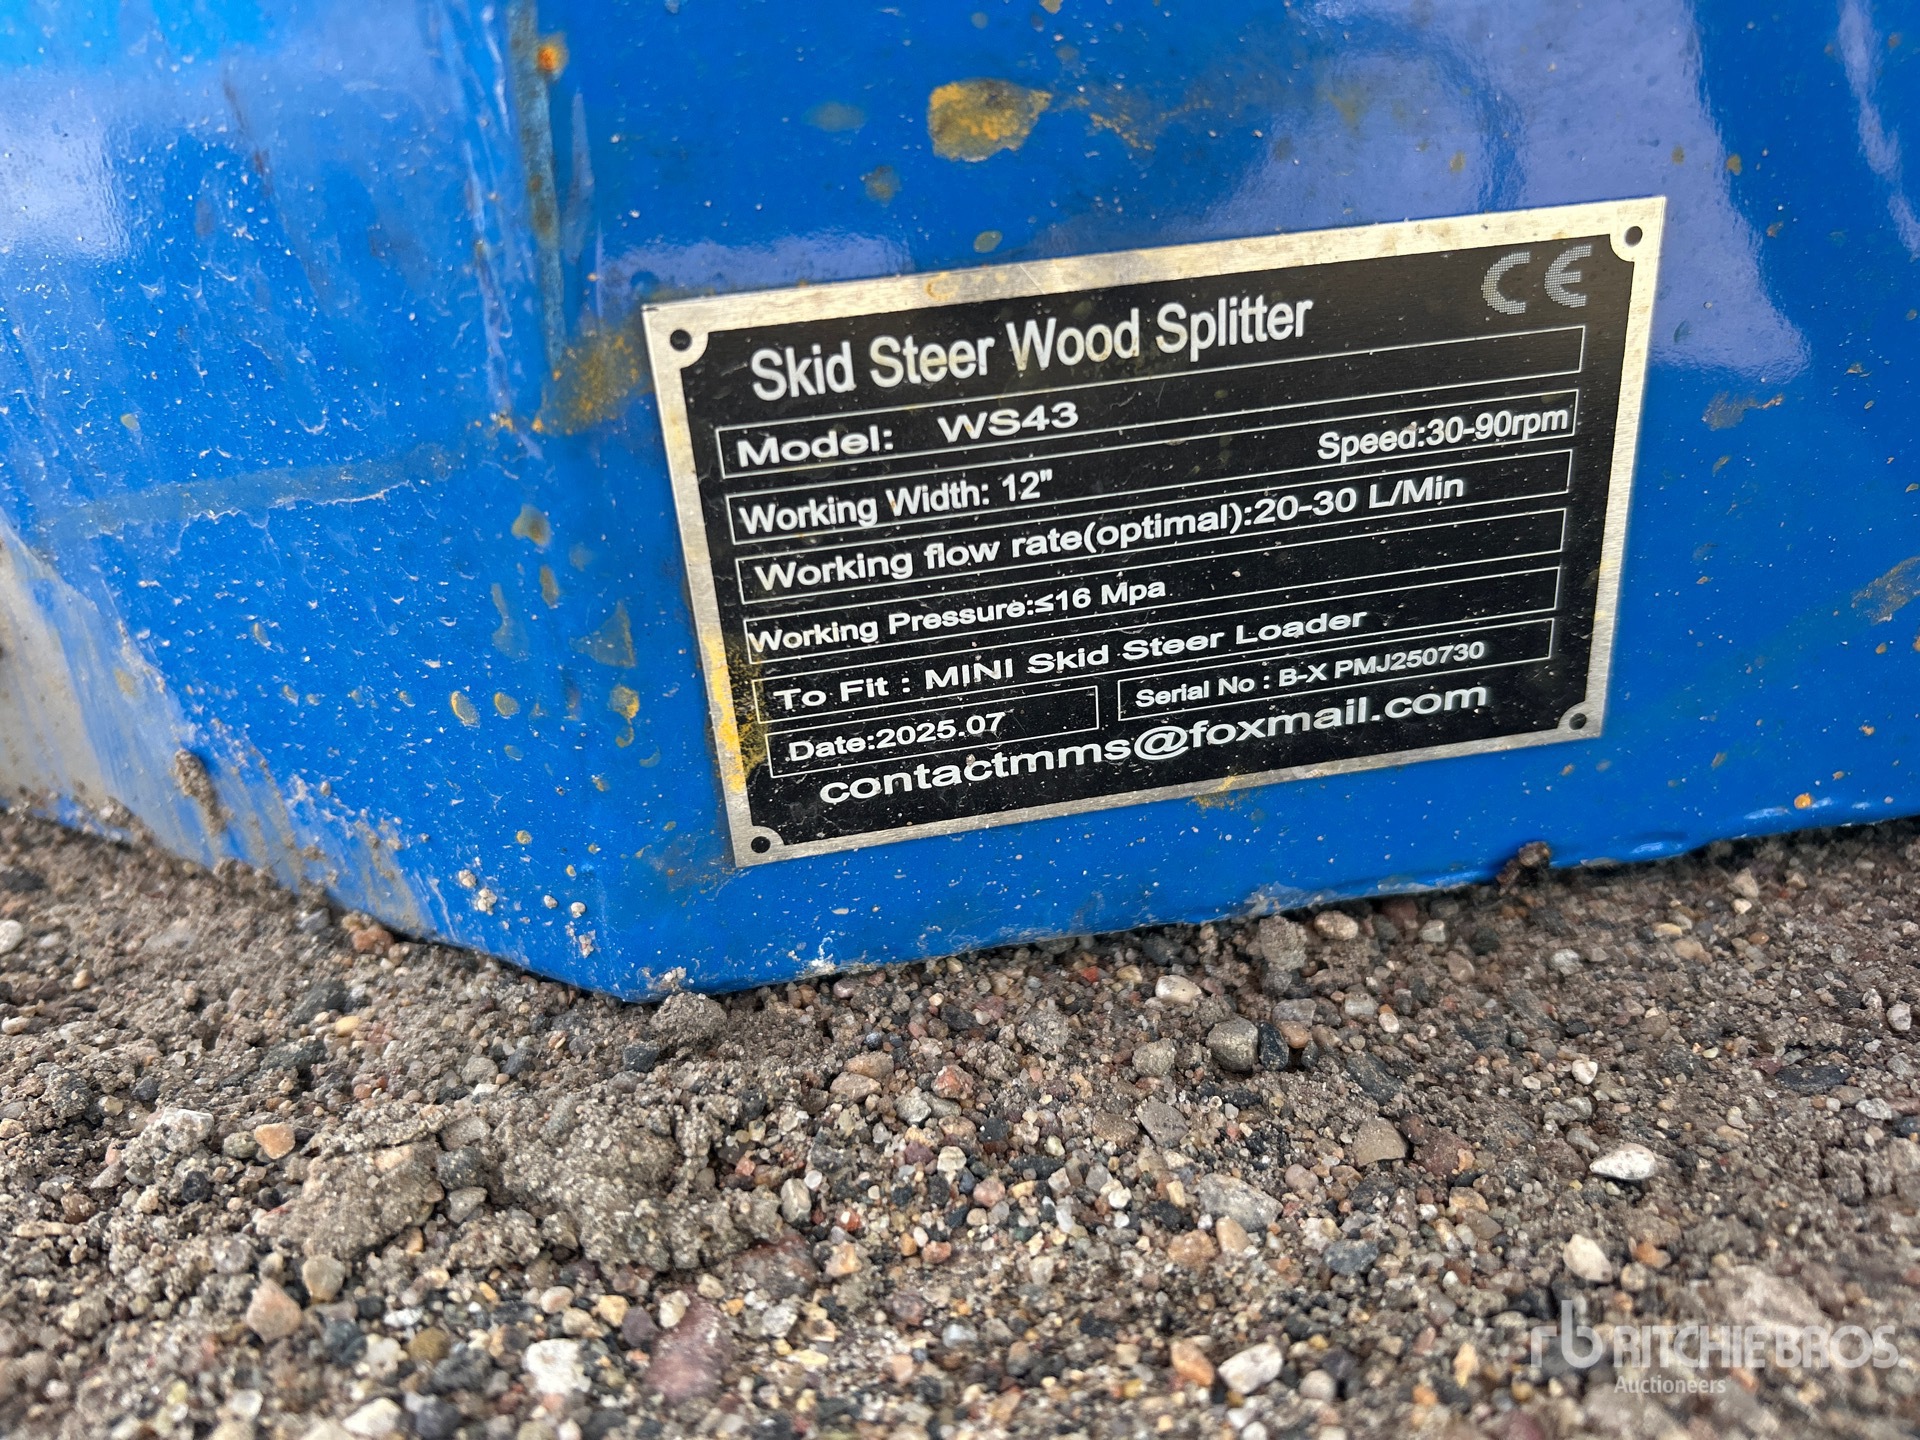 CE
Skid Steer Wood Splitter
Model: WS43
Working Width: 12" Speed:30-90rpm
Working flow rate(optimal):20-30 L/Min
Working Pressure:≤16 Mpa
To Fit : MINI Skid Steer Loader
Date:2025.07 Serial No : B-X PMJ250730
contactmms@foxmail.com
rb RITCHIE BROS.
Auctioneers